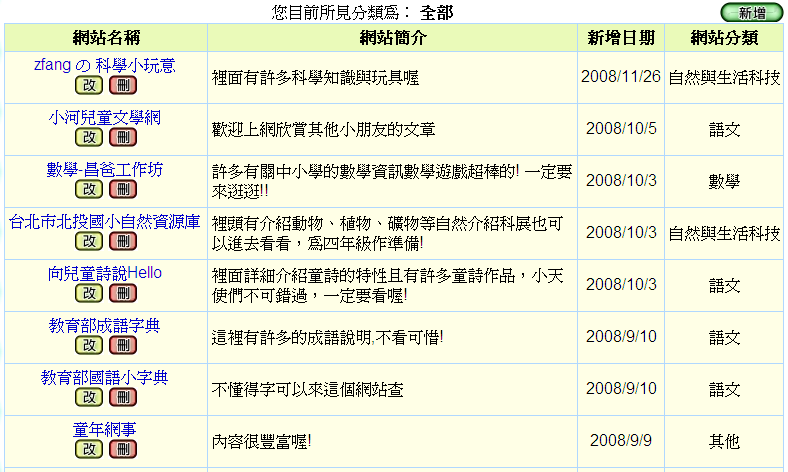 您目前所見分類為： 全部
新增
網站名稱 網站簡介 新增日期 網站分類
zfang の 科學小玩意
改 刪
裡面有許多科學知識與玩具喔
2008/11/26
自然與生活科技
小河兒童文學網
改 刪
歡迎上網欣賞其他小朋友的文章
2008/10/5
語文
數學-昌爸工作坊
改 刪
許多有關中小學的數學資訊數學遊戲超棒的! 一定要
來逛逛!!
2008/10/3
數學
台北市北投國小自然資源庫
改 刪
裡頭有介紹動物、植物、礦物等自然介紹科展也可
以進去看看，為四年級作準備!
2008/10/3
自然與生活科技
向兒童詩說Hello
改 刪
裡面詳細介紹童詩的特性且有許多童詩作品，小天
使們不可錯過，一定要看喔!
2008/10/3
語文
教育部成語字典
改 刪
這裡有許多的成語說明,不看可惜!
2008/9/10
語文
教育部國語小字典
改 刪
不懂得字可以來這個網站查
2008/9/10
語文
童年網事
改 刪
內容很豐富喔!
2008/9/9
其他